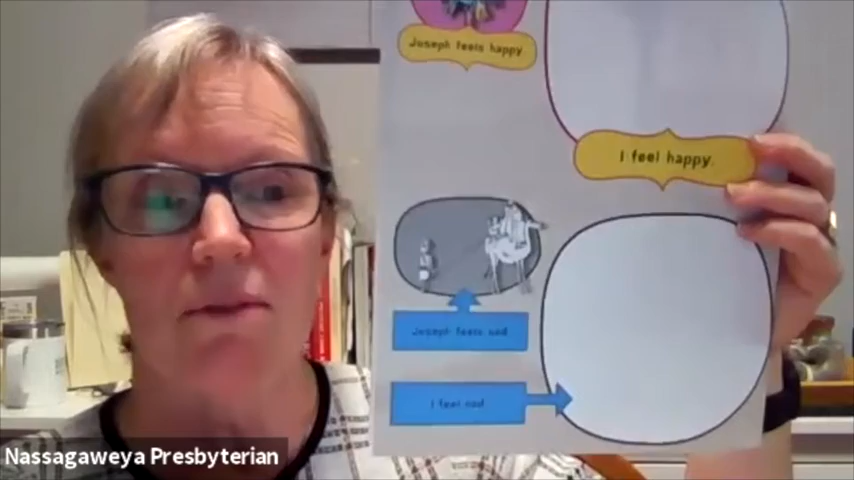 Joseph feels happy
I feel happy.
Joseph feels sad
I feel sad
Nassagaweya Presbyterian